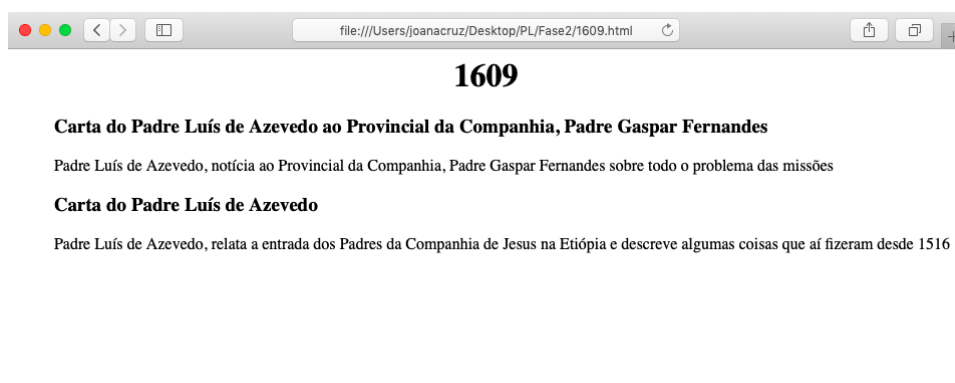 file:///Users/joanacruz/Desktop/PL/Fase2/1609.html
1609
Carta do Padre Luís de Azevedo ao Provincial da Companhia, Padre Gaspar Fernandes
Padre Luís de Azevedo, notícia ao Provincial da Companhia, Padre Gaspar Fernandes sobre todo o problema das missões
Carta do Padre Luís de Azevedo
Padre Luís de Azevedo, relata a entrada dos Padres da Companhia de Jesus na Etiópia e descreve algumas coisas que aí fizeram desde 1516